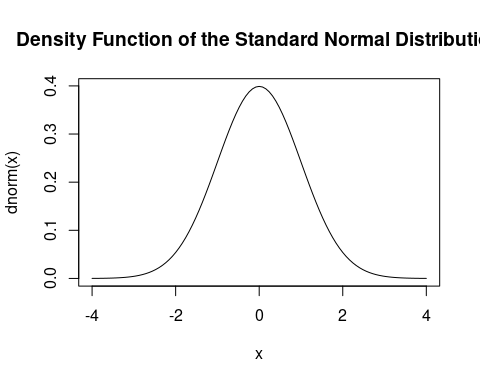 Density Function of the Standard Normal Distributi
dnorm(x)
0.4
0.3
0.2
0.1
0.0
-4 -2 0 2 4
x